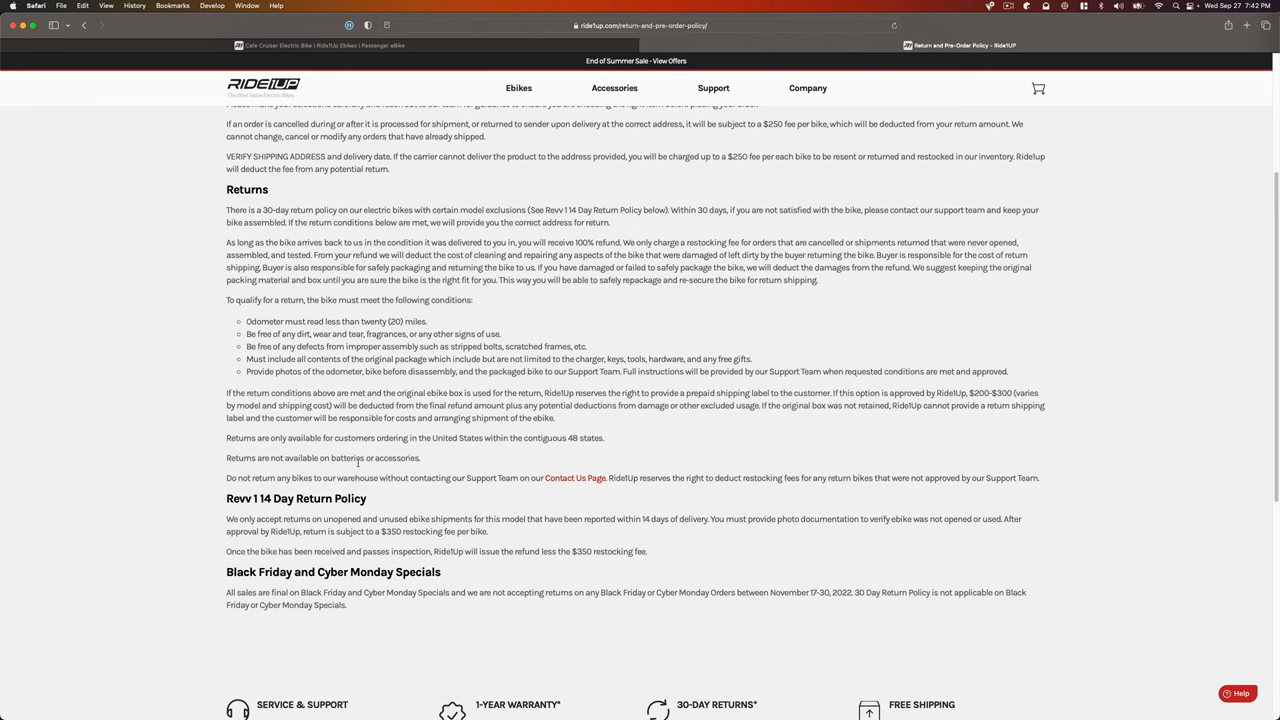 Safari File Edit View History Bookmarks Develop Window Help Wed Sep 27 7:42 PM
ride1up.com/return-and-pre-order-policy/
Cafe Cruiser Electric Bike | Ride1Up Ebikes | Passenger eBike
Return and Pre-Order Policy - Ride1UP
End of Summer Sale - View Offers
RIDE1UP
The Best Value Electric Bikes
Ebikes Accessories Support Company
If an order is cancelled during or after it is processed for shipment, or returned to sender upon delivery at the correct address, it will be subject to a $250 fee per bike, which will be deducted from your return amount. We
cannot change, cancel or modify any orders that have already shipped.
VERIFY SHIPPING ADDRESS and delivery date. If the carrier cannot deliver the product to the address provided, you will be charged up to a $250 fee per each bike to be resent or returned and restocked in our inventory. Ride1up
will deduct the fee from any potential return.
Returns
There is a 30-day return policy on our electric bikes with certain model exclusions (See Revv 1 14 Day Return Policy below). Within 30 days, if you are not satisfied with the bike, please contact our support team and keep your
bike assembled. If the return conditions below are met, we will provide you the correct address for return.
As long as the bike arrives back to us in the condition it was delivered to you in, you will receive 100% refund. We only charge a restocking fee for orders that are cancelled or shipments returned that were never opened,
assembled, and tested. From your refund we will deduct the cost of cleaning and repairing any aspects of the bike that were damaged of left dirty by the buyer returning the bike. Buyer is responsible for the cost of return
shipping. Buyer is also responsible for safely packaging and returning the bike to us. If you have damaged or failed to safely package the bike, we will deduct the damages from the refund. We suggest keeping the original
packing material and box until you are sure the bike is the right fit for you. This way you will be able to safely repackage and re-secure the bike for return shipping.
To qualify for a return, the bike must meet the following conditions:
Odometer must read less than twenty (20) miles.
Be free of any dirt, wear and tear, fragrances, or any other signs of use.
Be free of any defects from improper assembly such as stripped bolts, scratched frames, etc.
Must include all contents of the original package which include but are not limited to the charger, keys, tools, hardware, and any free gifts.
Provide photos of the odometer, bike before disassembly, and the packaged bike to our Support Team. Full instructions will be provided by our Support Team when requested conditions are met and approved.
If the return conditions above are met and the original ebike box is used for the return, Ride1Up reserves the right to provide a prepaid shipping label to the customer. If this option is approved by Ride1Up, $200-$300 (varies
by model and shipping cost) will be deducted from the final refund amount plus any potential deductions from damage or other excluded usage. If the original box was not retained, Ride1Up cannot provide a return shipping
label and the customer will be responsible for costs and arranging shipment of the ebike.
Returns are only available for customers ordering in the United States within the contiguous 48 states.
Returns are not available on batteries or accessories.
Do not return any bikes to our warehouse without contacting our Support Team on our Contact Us Page. Ride1Up reserves the right to deduct restocking fees for any return bikes that were not approved by our Support Team.
Revv 1 14 Day Return Policy
We only accept returns on unopened and unused ebike shipments for this model that have been reported within 14 days of delivery. You must provide photo documentation to verify ebike was not opened or used. After
approval by Ride1Up, return is subject to a $350 restocking fee per bike.
Once the bike has been received and passes inspection, Ride1Up will issue the refund less the $350 restocking fee.
Black Friday and Cyber Monday Specials
All sales are final on Black Friday and Cyber Monday Specials and we are not accepting returns on any Black Friday or Cyber Monday Orders between November 17-30, 2022. 30 Day Return Policy is not applicable on Black
Friday or Cyber Monday Specials.
Help
SERVICE & SUPPORT 1-YEAR WARRANTY* 30-DAY RETURNS* FREE SHIPPING